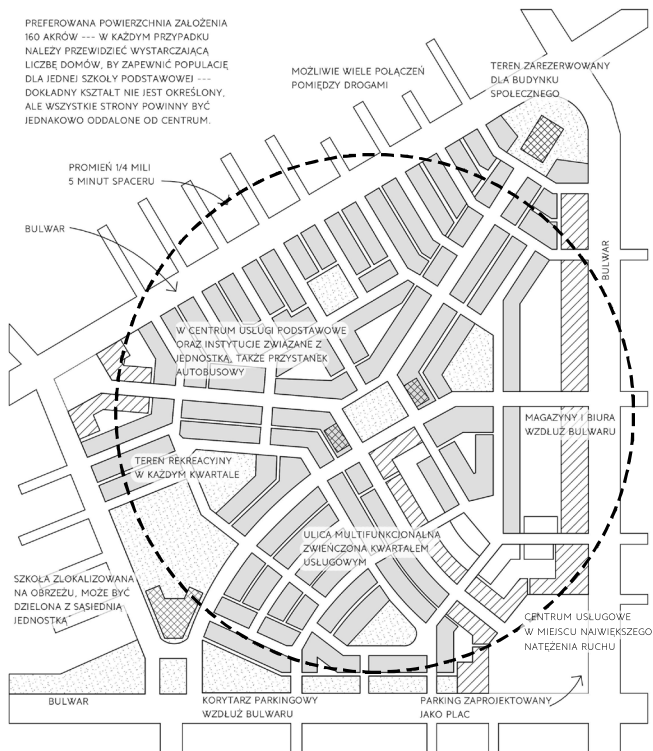 PREFEROWANA POWIERZCHNIA ZAŁOŻENIA
160 AKRÓW --- W KAŻDYM PRZYPADKU
NALEŻY PRZEWIDZIEĆ WYSTARCZAJĄCĄ
LICZBĘ DOMÓW, BY ZAPEWNIĆ POPULACJĘ
DLA JEDNEJ SZKOŁY PODSTAWOWEJ ---
DOKŁADNY KSZTAŁT NIE JEST OKREŚLONY,
ALE WSZYSTKIE STRONY POWINNY BYĆ
JEDNAKOWO ODDALONE OD CENTRUM.
MOŻLIWIE WIELE POŁĄCZEŃ
POMIĘDZY DROGAMI
TEREN ZAREZERWOWANY
DLA BUDYNKU
SPOŁECZNEGO
PROMIEŃ 1/4 MILI
5 MINUT SPACERU
BULWAR
BULWAR
W CENTRUM USŁUGI PODSTAWOWE
ORAZ INSTYTUCJE ZWIĄZANE Z
JEDNOSTKĄ, TAKŻE PRZYSTANEK
AUTOBUSOWY
MAGAZYNY I BIURA
WZDŁUŻ BULWARU
TEREN REKREACYJNY
W KAŻDYM KWARTALE
ULICA MULTIFUNKCJONALNA
ZWIEŃCZONA KWARTAŁEM
USŁUGOWYM
SZKOŁA ZLOKALIZOWANA
NA OBRZEŻU, MOŻE BYĆ
DZIELONA Z SĄSIEDNIĄ
JEDNOSTKĄ
CENTRUM USŁUGOWE
W MIEJSCU NAJWIĘKSZEGO
NATĘŻENIA RUCHU
BULWAR
KORYTARZ PARKINGOWY
WZDŁUŻ BULWARU
PARKING ZAPROJEKTOWANY
JAKO PLAC